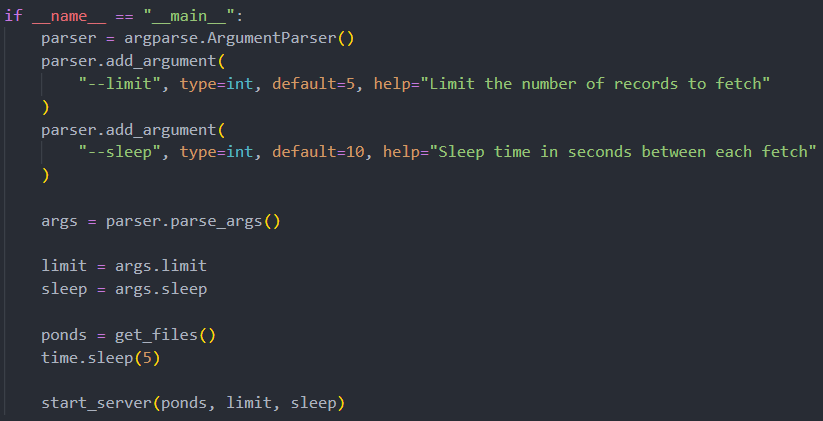 if __name__ == "__main__":
    parser = argparse.ArgumentParser()
    parser.add_argument(
        "--limit", type=int, default=5, help="Limit the number of records to fetch"
    )
    parser.add_argument(
        "--sleep", type=int, default=10, help="Sleep time in seconds between each fetch"
    )

    args = parser.parse_args()

    limit = args.limit
    sleep = args.sleep

    ponds = get_files()
    time.sleep(5)

    start_server(ponds, limit, sleep)